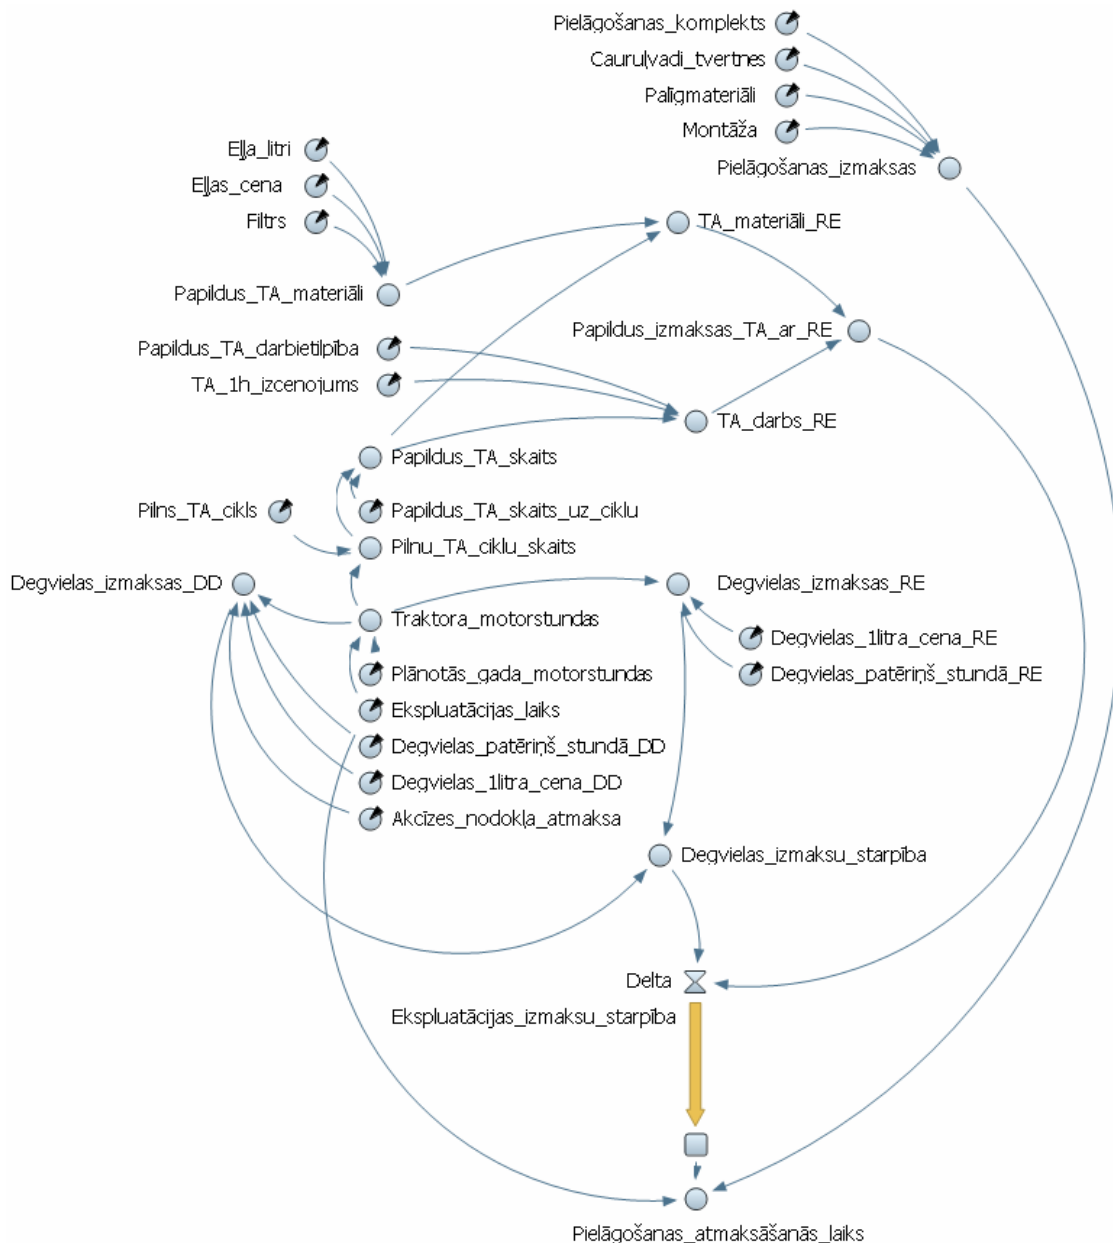 Pielāgošanas_komplekts
Cauruļvadi_tvertnes
Palīgmateriāli
Montāža
Pielāgošanas_izmaksas
Eļļa_litri
Eļļas_cena
Filtrs
TA_materiāli_RE
Papildus_TA_materiāli
Papildus_izmaksas_TA_ar_RE
Papildus_TA_darbietilpība
TA_1h_izcenojums
TA_darbs_RE
Papildus_TA_skaits
Pilns_TA_cikls
Papildus_TA_skaits_uz_ciklu
Pilnu_TA_ciklu_skaits
Degvielas_izmaksas_DD
Degvielas_izmaksas_RE
Traktora_motorstundas
Degvielas_1litra_cena_RE
Plānotās_gada_motorstundas
Degvielas_patēriņš_stundā_RE
Ekspluatācijas_laiks
Degvielas_patēriņš_stundā_DD
Degvielas_1litra_cena_DD
Akcīzes_nodokļa_atmaksa
Degvielas_izmaksu_starpība
Delta
Ekspluatācijas_izmaksu_starpība
Pielāgošanas_atmaksāšanās_laiks